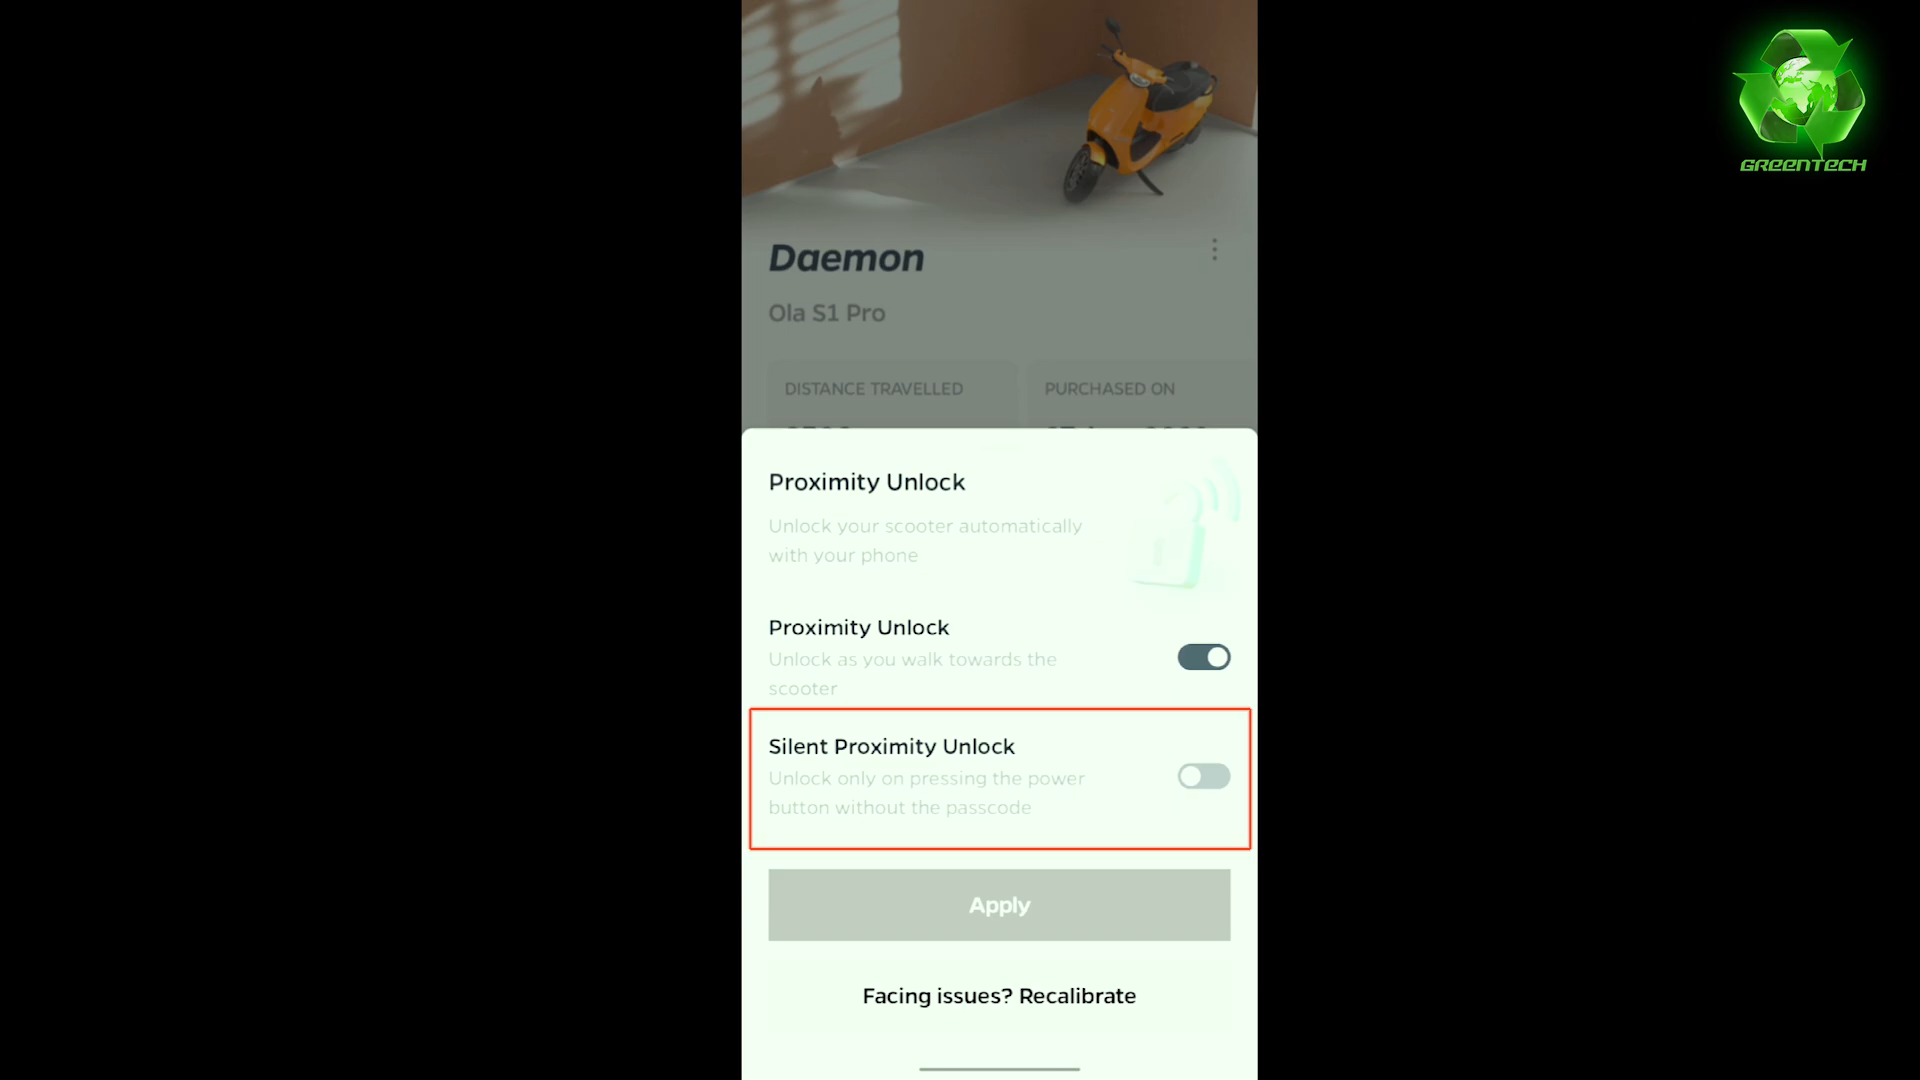 GREENTECH
Daemon
Ola S1 Pro
DISTANCE TRAVELLED
PURCHASED ON
Proximity Unlock
Unlock your scooter automatically
with your phone
Proximity Unlock
Unlock as you walk towards the
scooter
Silent Proximity Unlock
Unlock only on pressing the power
button without the passcode
Apply
Facing issues? Recalibrate